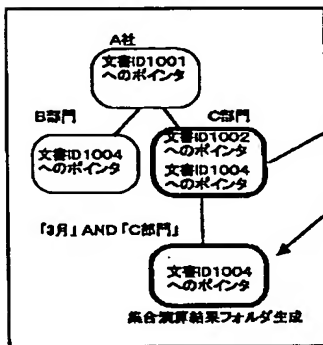 A社
文書ID1001
へのポインタ
B部門
C部門
文書ID1004
へのポインタ
文書ID1002
へのポインタ
文書ID1004
へのポインタ
「3月」AND「C部門」
文書ID1004
へのポインタ
集合演算結果フォルダ生成